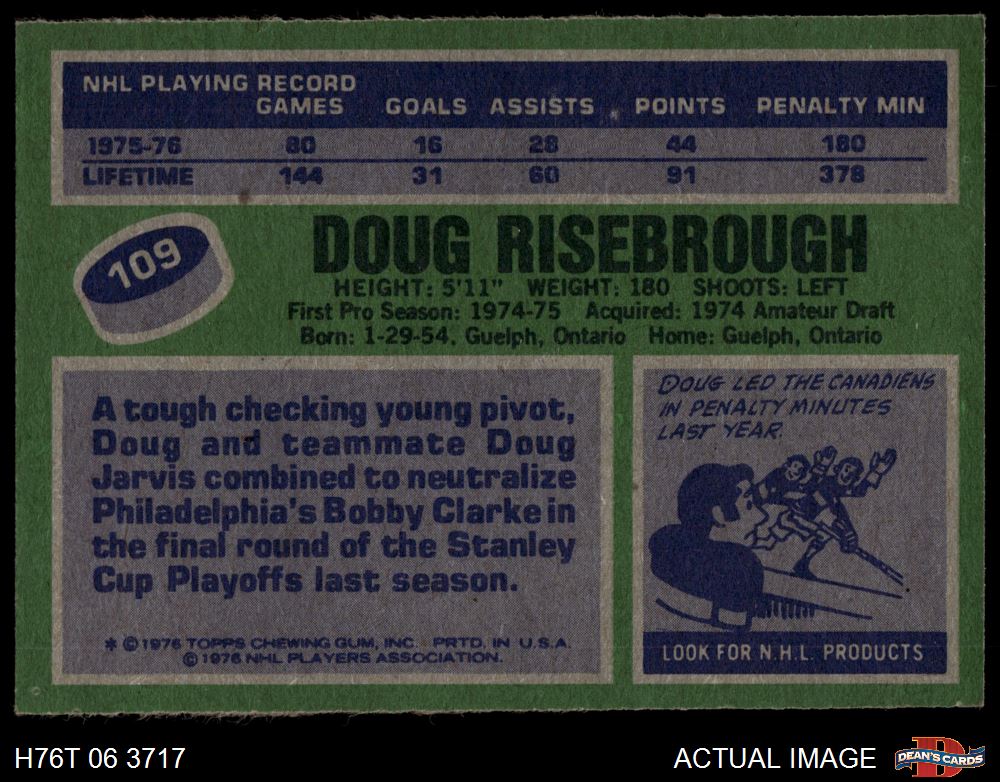 NHL PLAYING RECORD
GAMES GOALS ASSISTS POINTS PENALTY MIN
1975-76 80 16 28 44 180
LIFETIME 144 31 60 91 378
109
DOUG RISEBROUGH
HEIGHT: 5'11" WEIGHT: 180 SHOOTS: LEFT
First Pro Season: 1974-75 Acquired: 1974 Amateur Draft
Born: 1-29-54, Guelph, Ontario Home: Guelph, Ontario
A tough checking young pivot,
Doug and teammate Doug
Jarvis combined to neutralize
Philadelphia's Bobby Clarke in
the final round of the Stanley
Cup Playoffs last season.
* © 1976 TOPPS CHEWING GUM, INC. PRTD. IN U.S.A.
© 1976 NHL PLAYERS ASSOCIATION.
DOUG LED THE CANADIENS
IN PENALTY MINUTES
LAST YEAR.
LOOK FOR N.H.L. PRODUCTS
H76T 06 3717
ACTUAL IMAGE
D
DEAN'S CARDS